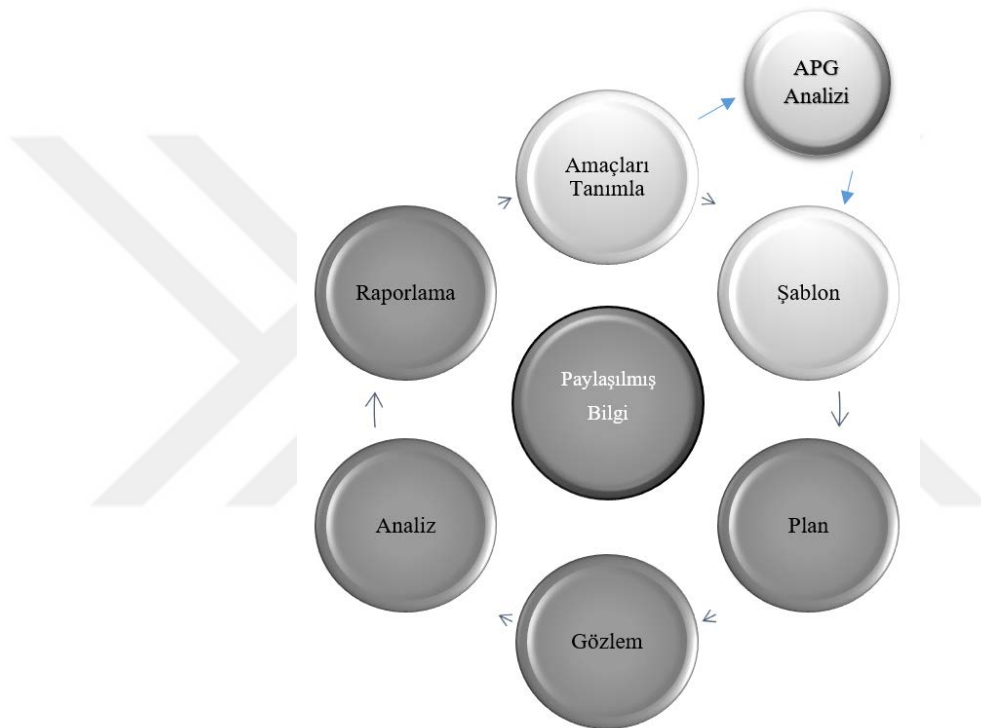 APG
Analizi
Amaçları
Tanımla
Raporlama
Şablon
Paylaşılmış
Bilgi
Analiz
Plan
Gözlem